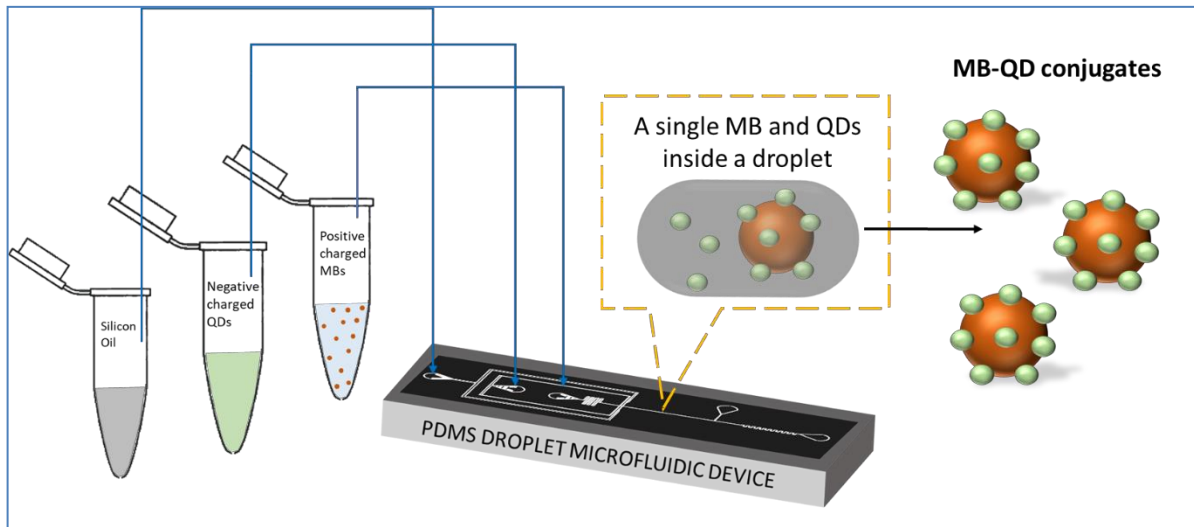 MB-QD conjugates
A single MB and QDs
inside a droplet
Positive
charged
MBs
Negative
charged
QDs
Silicon
Oil
PDMS DROPLET MICROFLUIDIC DEVICE